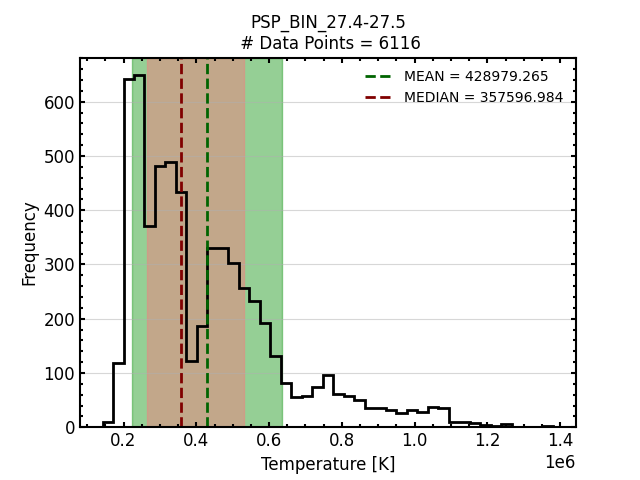 PSP_BIN_27.4-27.5
# Data Points = 6116
MEAN = 428979.265
MEDIAN = 357596.984
Frequency
600
500
400
300
200
100
0
0.2 0.4 0.6 0.8 1.0 1.2 1.4
1e6
Temperature [K]